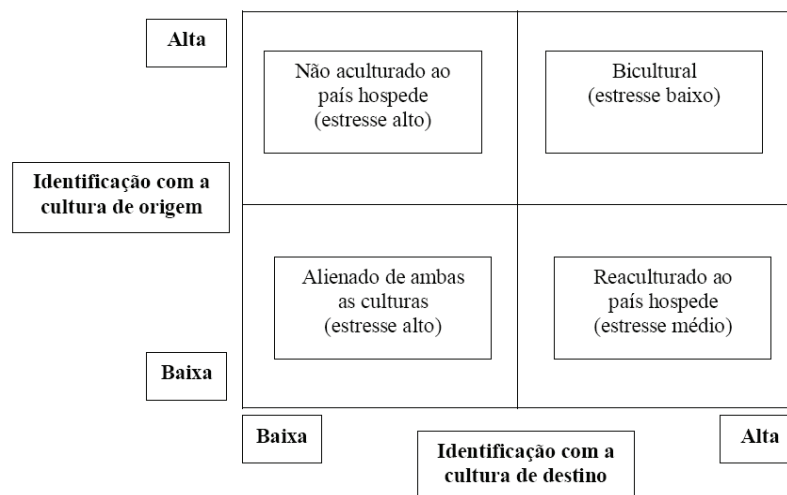 Alta
Não aculturado ao
país hospede
(estresse alto)
Bicultural
(estresse baixo)
Identificação com a
cultura de origem
Alienado de ambas
as culturas
(estresse alto)
Reaculturado ao
país hospede
(estresse médio)
Baixa
Baixa
Identificação com a
cultura de destino
Alta